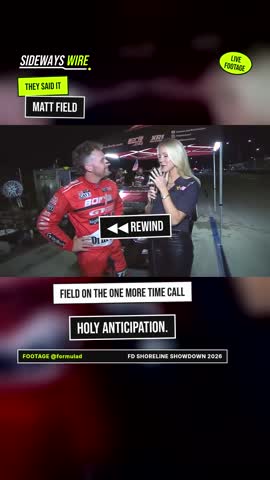 SIDEWAYS WIRE.
LIVE
FOOTAGE
THEY SAID IT
MATT FIELD
REWIND
FIELD ON THE ONE MORE TIME CALL
HOLY ANTICIPATION.
FOOTAGE @formulad
FD SHORELINE SHOWDOWN 2026